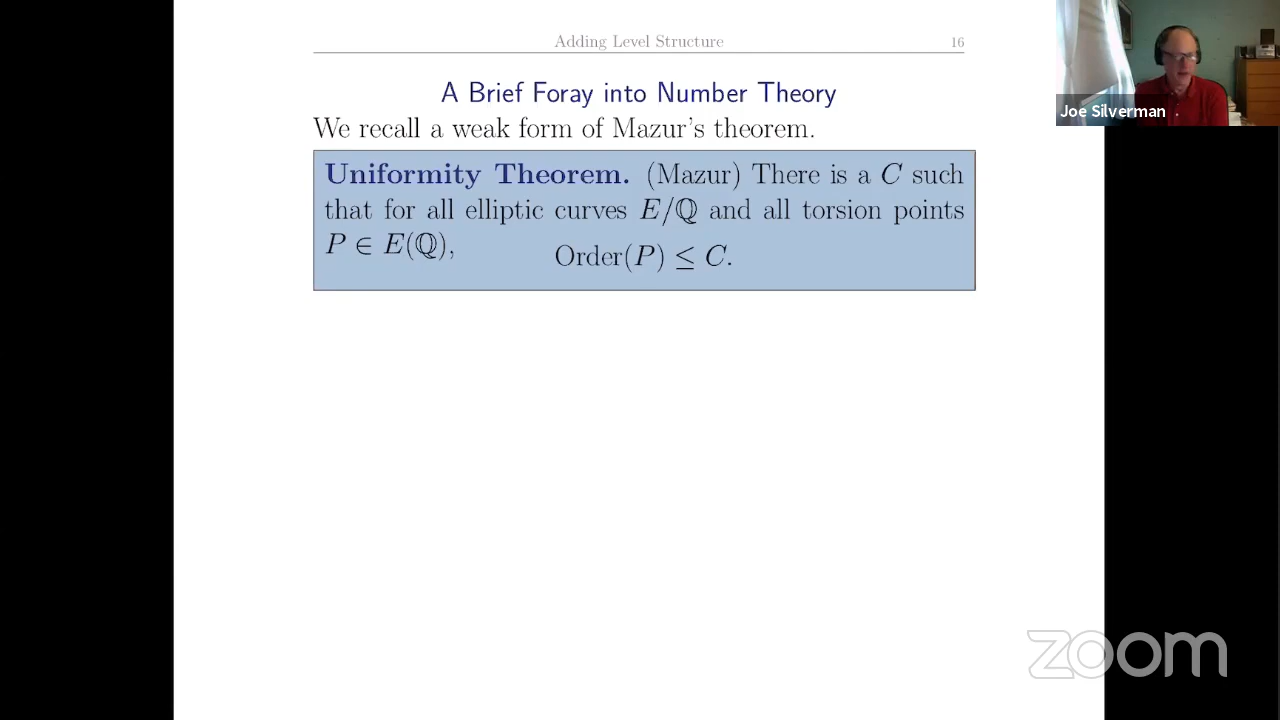 Adding Level Structure 16
A Brief Foray into Number Theory
We recall a weak form of Mazur's theorem.
Uniformity Theorem. (Mazur) There is a C such
that for all elliptic curves E/ℚ and all torsion points
P ∈ E(ℚ),
Order(P) ≤ C.
Joe Silverman
zoom